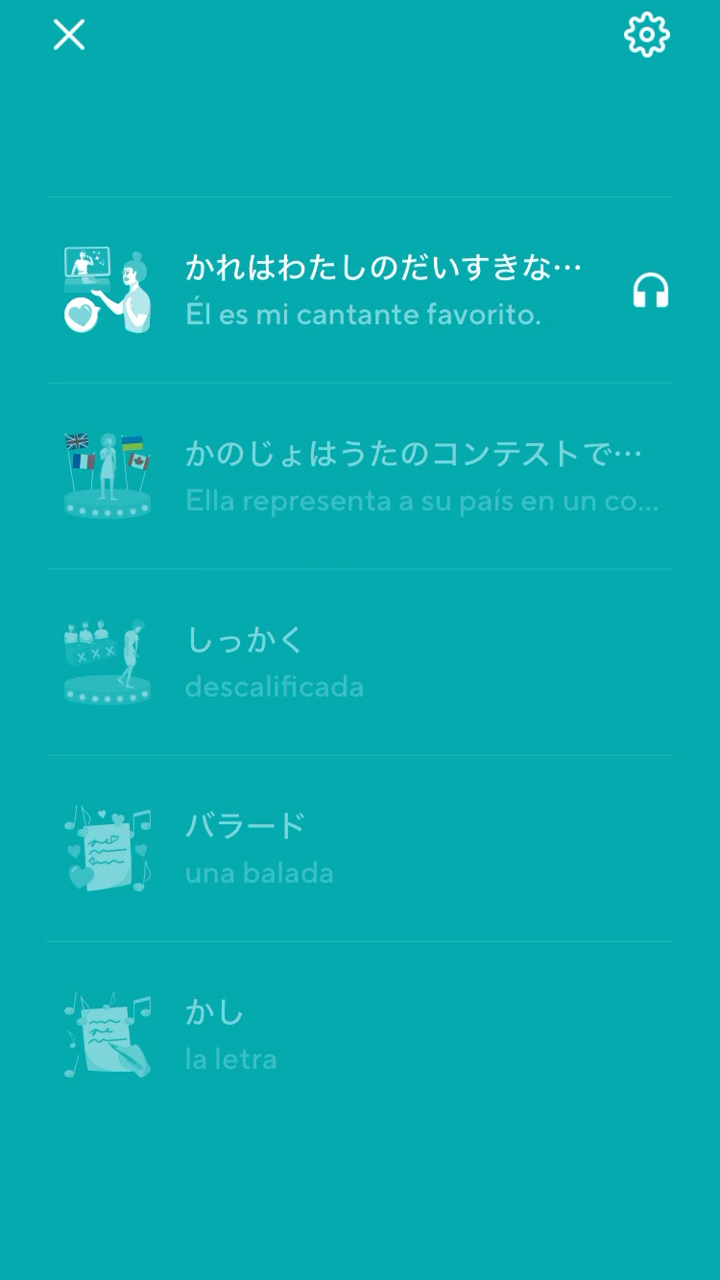 かれはわたしのだいすきな…
Él es mi cantante favorito.
かのじょはうたのコンテストで…
Ella representa a su país en un co...
しっかく
descalificada
バラード
una balada
かし
la letra